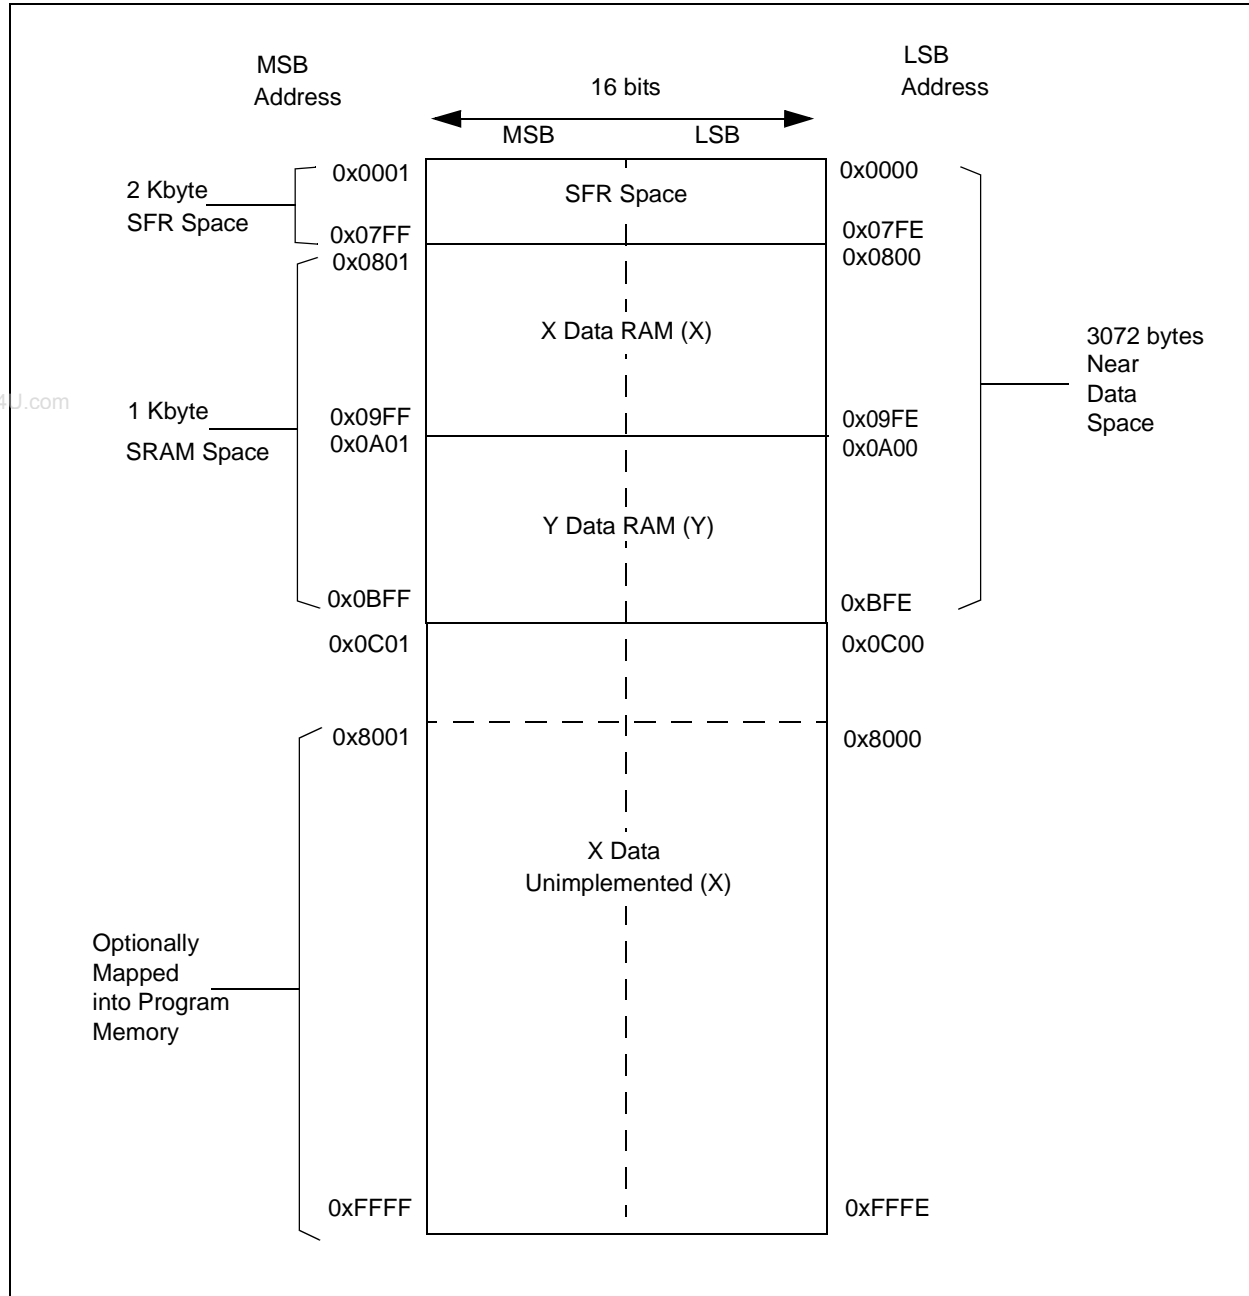 MSB
Address
LSB
Address
16 bits
MSB
LSB
0x0001
0x0000
2 Kbyte
SFR Space
SFR Space
0x07FF
0x07FE
0x0801
0x0800
X Data RAM (X)
3072 bytes
Near
Data
Space
4U.com
1 Kbyte
SRAM Space
0x09FF
0x09FE
0x0A01
0x0A00
Y Data RAM (Y)
0x0BFF
0xBFE
0x0C01
0x0C00
0x8001
0x8000
X Data
Unimplemented (X)
Optionally
Mapped
into Program
Memory
0xFFFF
0xFFFE